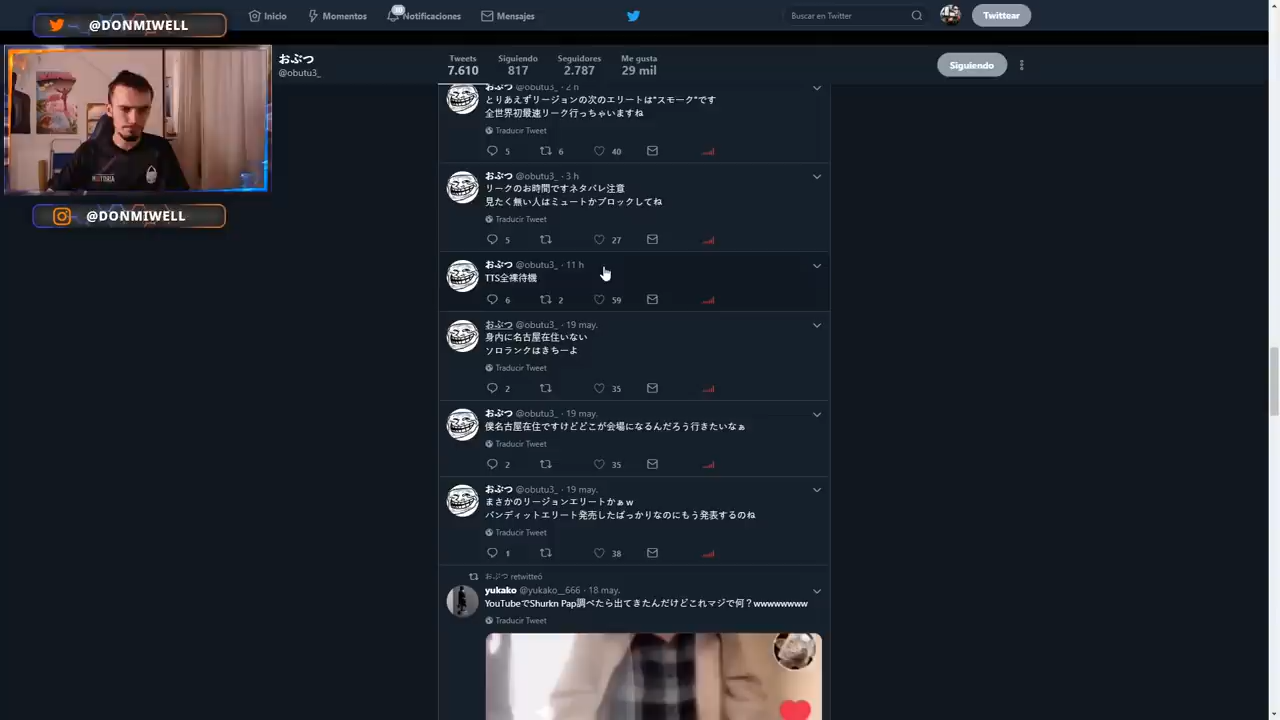 @DONMIWELL
Inicio
Momentos
Notificaciones
Mensajes
Buscar en Twitter
Twittear
@DONMIWELL
おぶつ
@obutu3_
Tweets
7.610
Siguiendo
817
Seguidores
2.787
Me gusta
29 mil
Siguiendo
おぶつ @obutu3_ · 2 h
とりあえずリージョンの次のエリートは"スモーク"です
全世界初最速リーク行っちゃいますね
Traducir Tweet
5 6 40
おぶつ @obutu3_ · 3 h
リークのお時間ですネタバレ注意
見たく無い人はミュートかブロックしてね
Traducir Tweet
5 27
おぶつ @obutu3_ · 11 h
TTS全裸待機
6 2 59
おぶつ @obutu3_ · 19 may.
身内に名古屋在住いない
ソロランクはきちーよ
Traducir Tweet
2 35
おぶつ @obutu3_ · 19 may.
僕名古屋在住ですけどどこが会場になるんだろう行きたいなぁ
Traducir Tweet
2 35
おぶつ @obutu3_ · 19 may.
まさかのリージョンエリートかぁw
バンディットエリート発売したばっかりなのにもう発表するのね
Traducir Tweet
1 38
おぶつ retwitteó
yukako @yukako__666 · 18 may.
YouTubeでShurkn Pap調べたら出てきたんだけどこれマジで何？wwwwwwww
Traducir Tweet